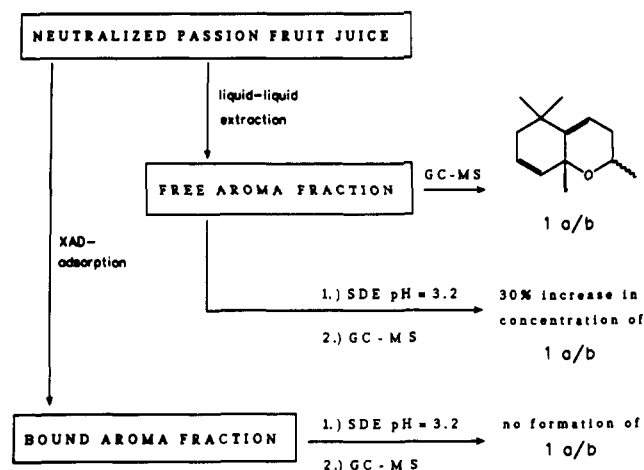 NEUTRALIZED PASSION FRUIT JUICE
liquid-liquid
extraction
FREE AROMA FRACTION
GC-MS
O
1 a/b
XAD-
adsorption
1.) SDE pH = 3.2
2.) GC - MS
30% increase in
concentration of
1 a/b
BOUND AROMA FRACTION
1.) SDE pH = 3.2
2.) GC - MS
no formation of
1 a/b